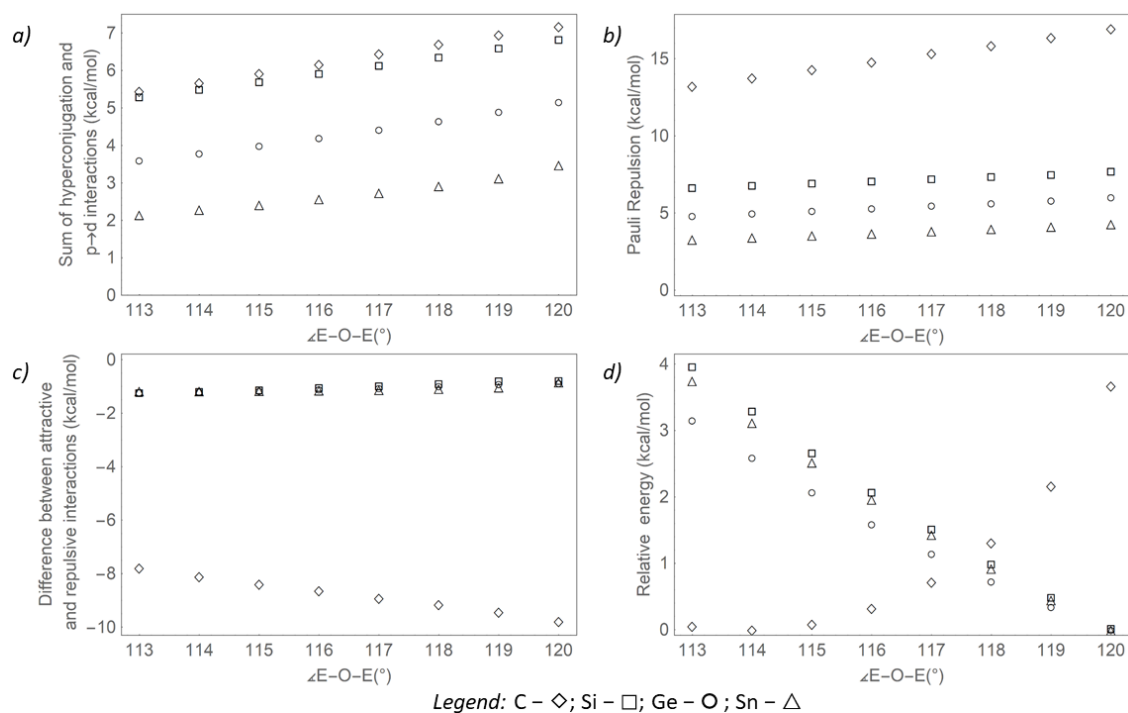 a)
Sum of hyperconjugation and
p→d interactions (kcal/mol)
7
6
5
4
3
2
1
0
113 114 115 116 117 118 119 120
∡E−O−E(°)
b)
Pauli Repulsion (kcal/mol)
15
10
5
0
113 114 115 116 117 118 119 120
∡E−O−E(°)
c)
Difference between attractive
and repulsive interactions (kcal/mol)
0
−2
−4
−6
−8
−10
113 114 115 116 117 118 119 120
∡E−O−E(°)
d)
Relative energy (kcal/mol)
4
3
2
1
0
113 114 115 116 117 118 119 120
∡E−O−E(°)
Legend: C – ◇; Si – □; Ge – O; Sn – △